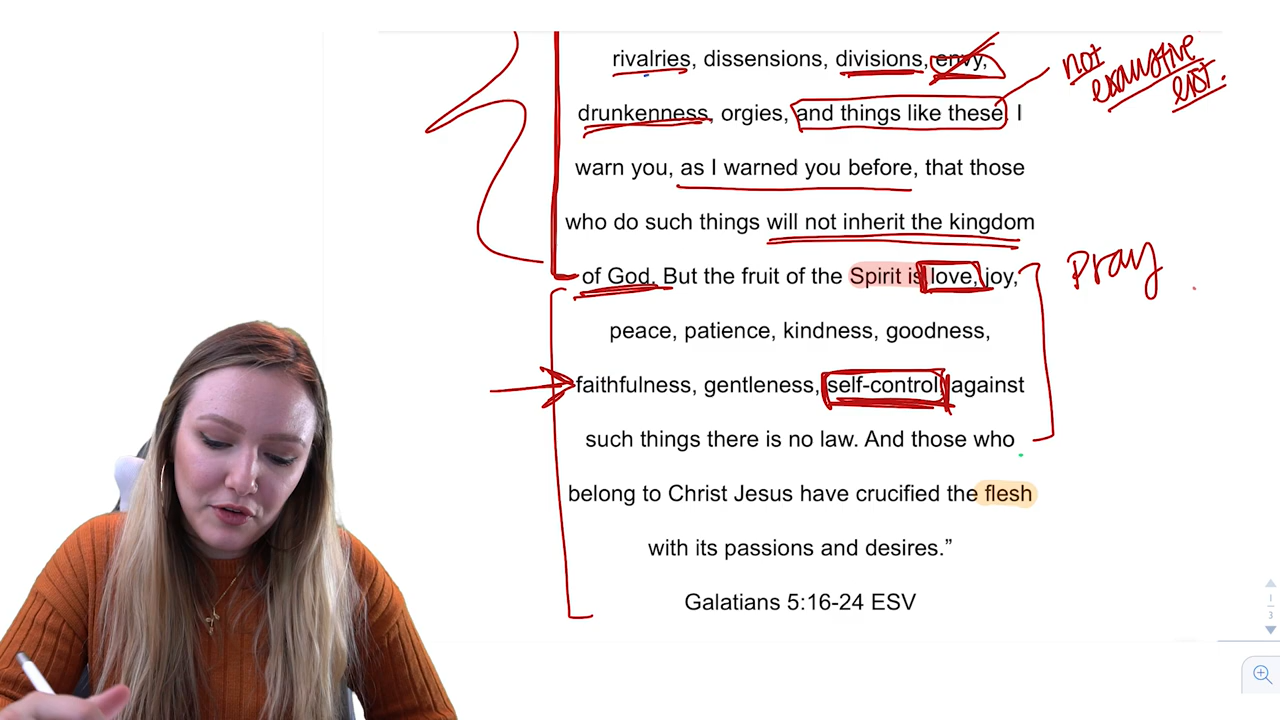 rivalries, dissensions, divisions, envy,
not
exaustive
list.
drunkenness, orgies, and things like these. I
warn you, as I warned you before, that those
who do such things will not inherit the kingdom
of God. But the fruit of the Spirit is love, joy,
Pray
peace, patience, kindness, goodness,
faithfulness, gentleness, self-control; against
such things there is no law. And those who
belong to Christ Jesus have crucified the flesh
with its passions and desires.”
Galatians 5:16-24 ESV
1
3